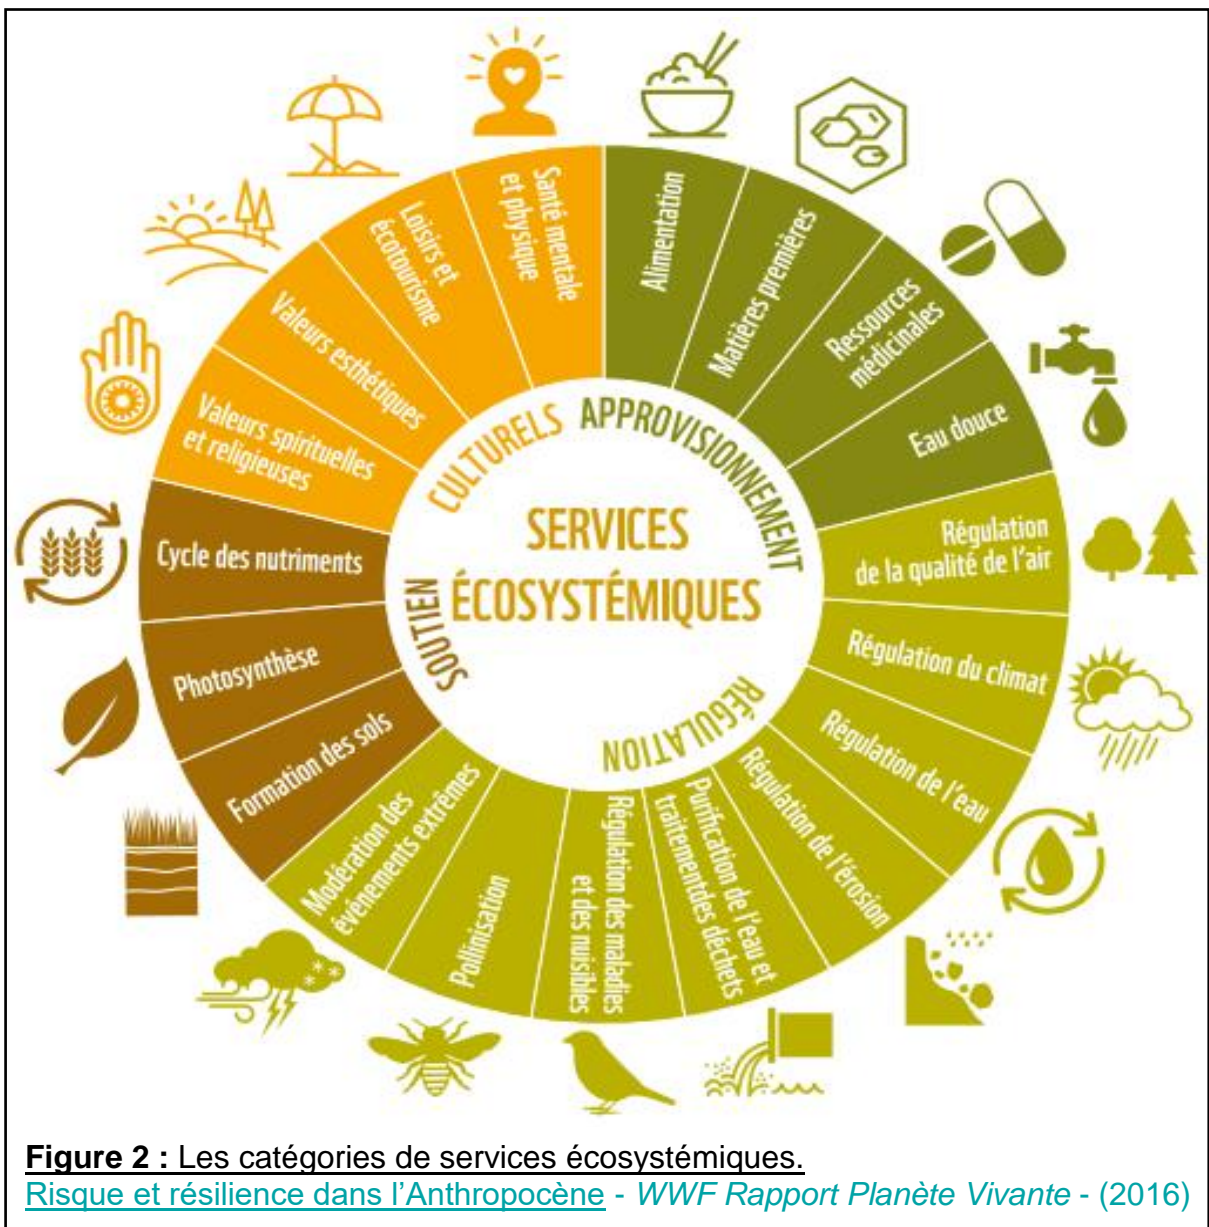 Santé mentale
et physique
Alimentation
Matières premières
Ressources
médicinales
Eau douce
Régulation
de la qualité de l'air
Régulation du climat
Régulation de l'eau
Régulation de l'érosion
Purification de l'eau et
traitementdes déchets
Régulation des maladies
et des nuisibles
Pollinisation
Modération des
événements extrêmes
Formation des sols
Photosynthèse
Cycle des nutriments
Valeurs spirituelles
et religieuses
Valeurs esthétiques
Loisirs et
écotourisme
CULTURELS
APPROVISIONNEMENT
SOUTIEN
RÉGULATION
SERVICES
ÉCOSYSTÉMIQUES
Figure 2 : Les catégories de services écosystémiques.
Risque et résilience dans l'Anthropocène - WWF Rapport Planète Vivante - (2016)